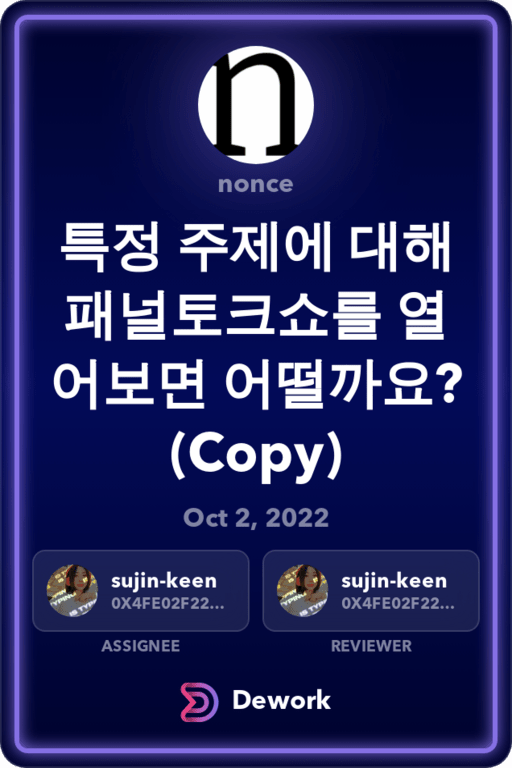 n
nonce
특정 주제에 대해
패널토크쇼를 열
어보면 어떨까요?
(Copy)
Oct 2, 2022
sujin-keen
0X4FE02F22...
ASSIGNEE
sujin-keen
0X4FE02F22...
REVIEWER
Dework